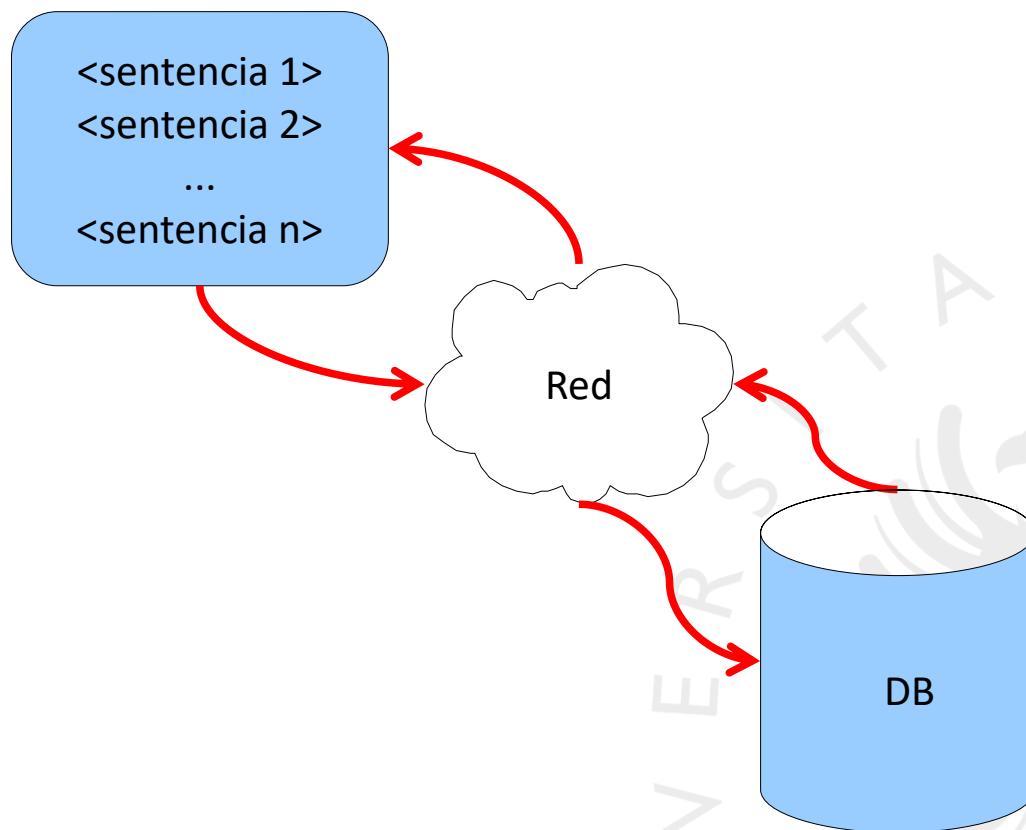 <sentencia 1>
<sentencia 2>
...
<sentencia n>
Red
DB
V E R S I T A